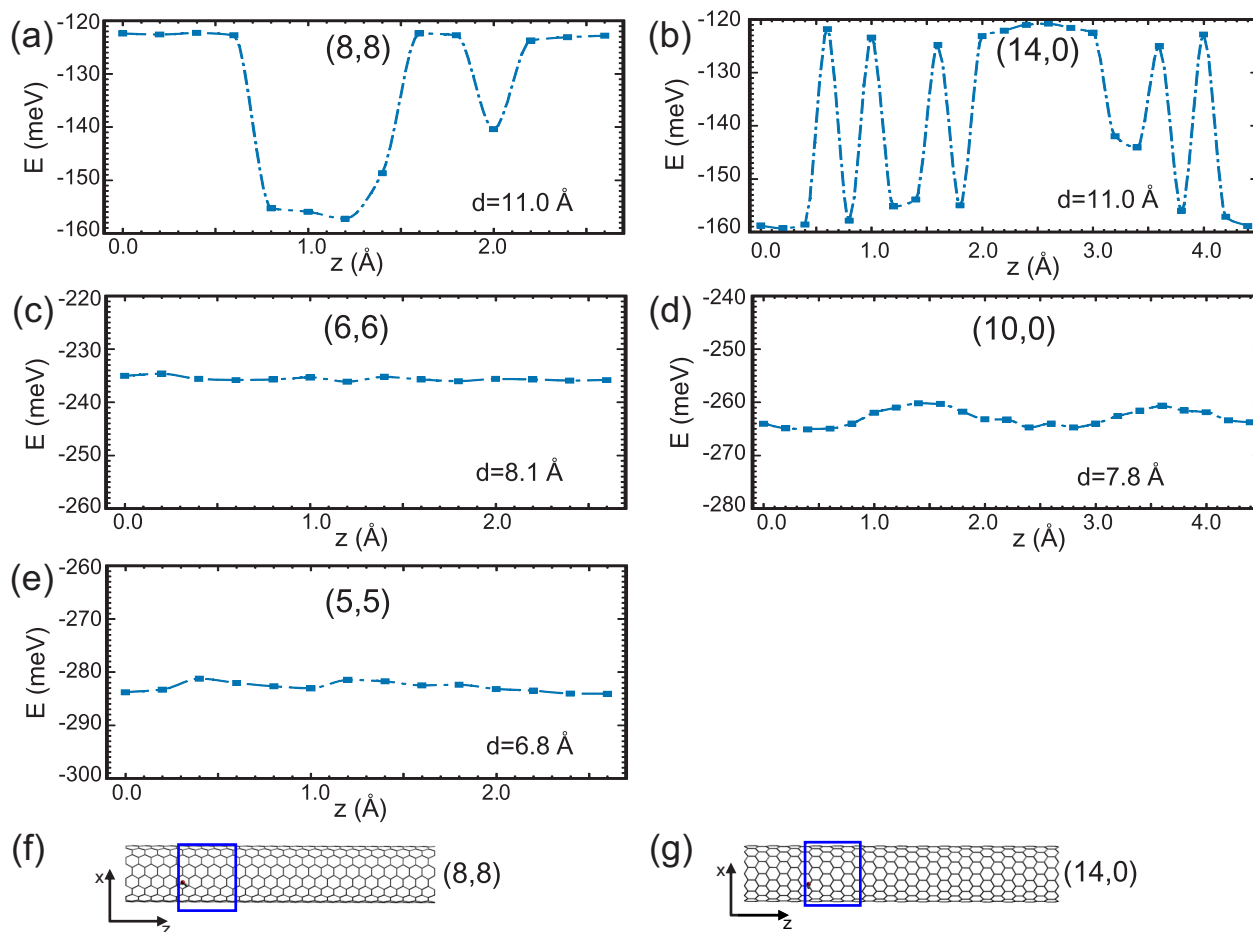 (a)
(8,8)
E (meV)
-120
-130
-140
-150
-160
d=11.0 Å
0.0
1.0
2.0
z (Å)
(b)
(14,0)
E (meV)
-120
-130
-140
-150
-160
d=11.0 Å
0.0
1.0
2.0
3.0
4.0
z (Å)
(c)
(6,6)
E (meV)
-220
-230
-240
-250
-260
d=8.1 Å
0.0
1.0
2.0
z (Å)
(d)
(10,0)
E (meV)
-240
-250
-260
-270
-280
d=7.8 Å
0.0
1.0
2.0
3.0
4.0
z (Å)
(e)
(5,5)
E (meV)
-260
-270
-280
-290
-300
d=6.8 Å
0.0
1.0
2.0
z (Å)
(f)
x
z
(8,8)
(g)
x
z
(14,0)